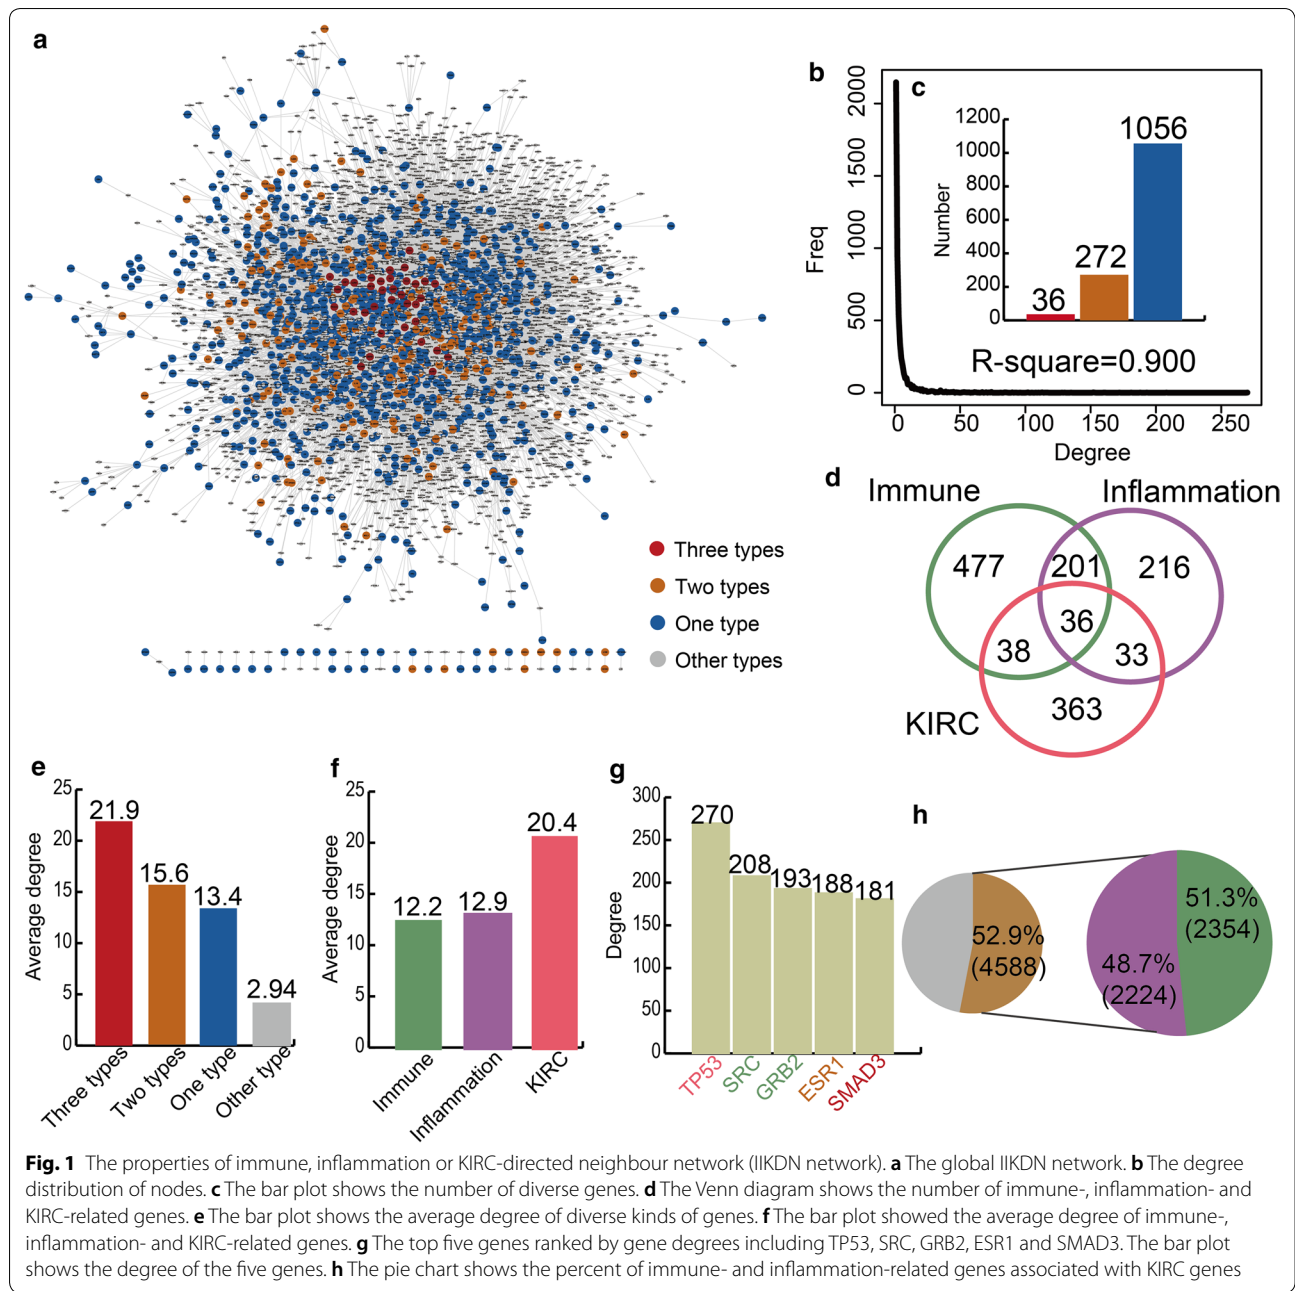 a
Three types
Two types
One type
Other types
b
Freq
2000
1500
1000
500
0
0 50 100 150 200 250
Degree
R-square=0.900
c
Number
1200
1000
800
600
400
200
0
36
272
1056
d
Immune
Inflammation
477
201
216
36
38
33
363
KIRC
e
Average degree
25
20
15
10
5
0
21.9
15.6
13.4
2.94
Three types
Two types
One type
Other type
f
Average degree
25
20
15
10
5
0
12.2
12.9
20.4
Immune
Inflammation
KIRC
g
Degree
300
250
200
150
100
50
0
270
208
193
188
181
TP53
SRC
GRB2
ESR1
SMAD3
h
52.9%
(4588)
51.3%
(2354)
48.7%
(2224)
Fig. 1 The properties of immune, inflammation or KIRC-directed neighbour network (IIKDN network). a The global IIKDN network. b The degree
distribution of nodes. c The bar plot shows the number of diverse genes. d The Venn diagram shows the number of immune-, inflammation- and
KIRC-related genes. e The bar plot shows the average degree of diverse kinds of genes. f The bar plot showed the average degree of immune-,
inflammation- and KIRC-related genes. g The top five genes ranked by gene degrees including TP53, SRC, GRB2, ESR1 and SMAD3. The bar plot
shows the degree of the five genes. h The pie chart shows the percent of immune- and inflammation-related genes associated with KIRC genes